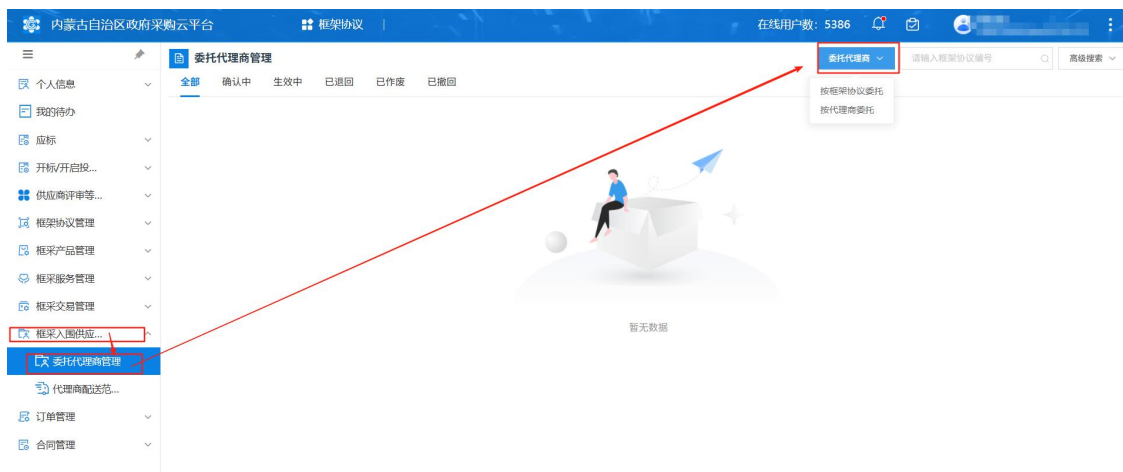 内蒙古自治区政府采购云平台
框架协议
在线用户数：5386
委托代理商管理
委托代理商
请输入框架协议编号
高级搜索
全部 确认中 生效中 已退回 已作废 已撤回
按框架协议委托
按代理商委托
个人信息
我的待办
应标
开标/开启投...
供应商评审等...
框架协议管理
框采产品管理
框采服务管理
框采交易管理
框采入围供应...
委托代理商管理
代理商配送范...
订单管理
合同管理
暂无数据